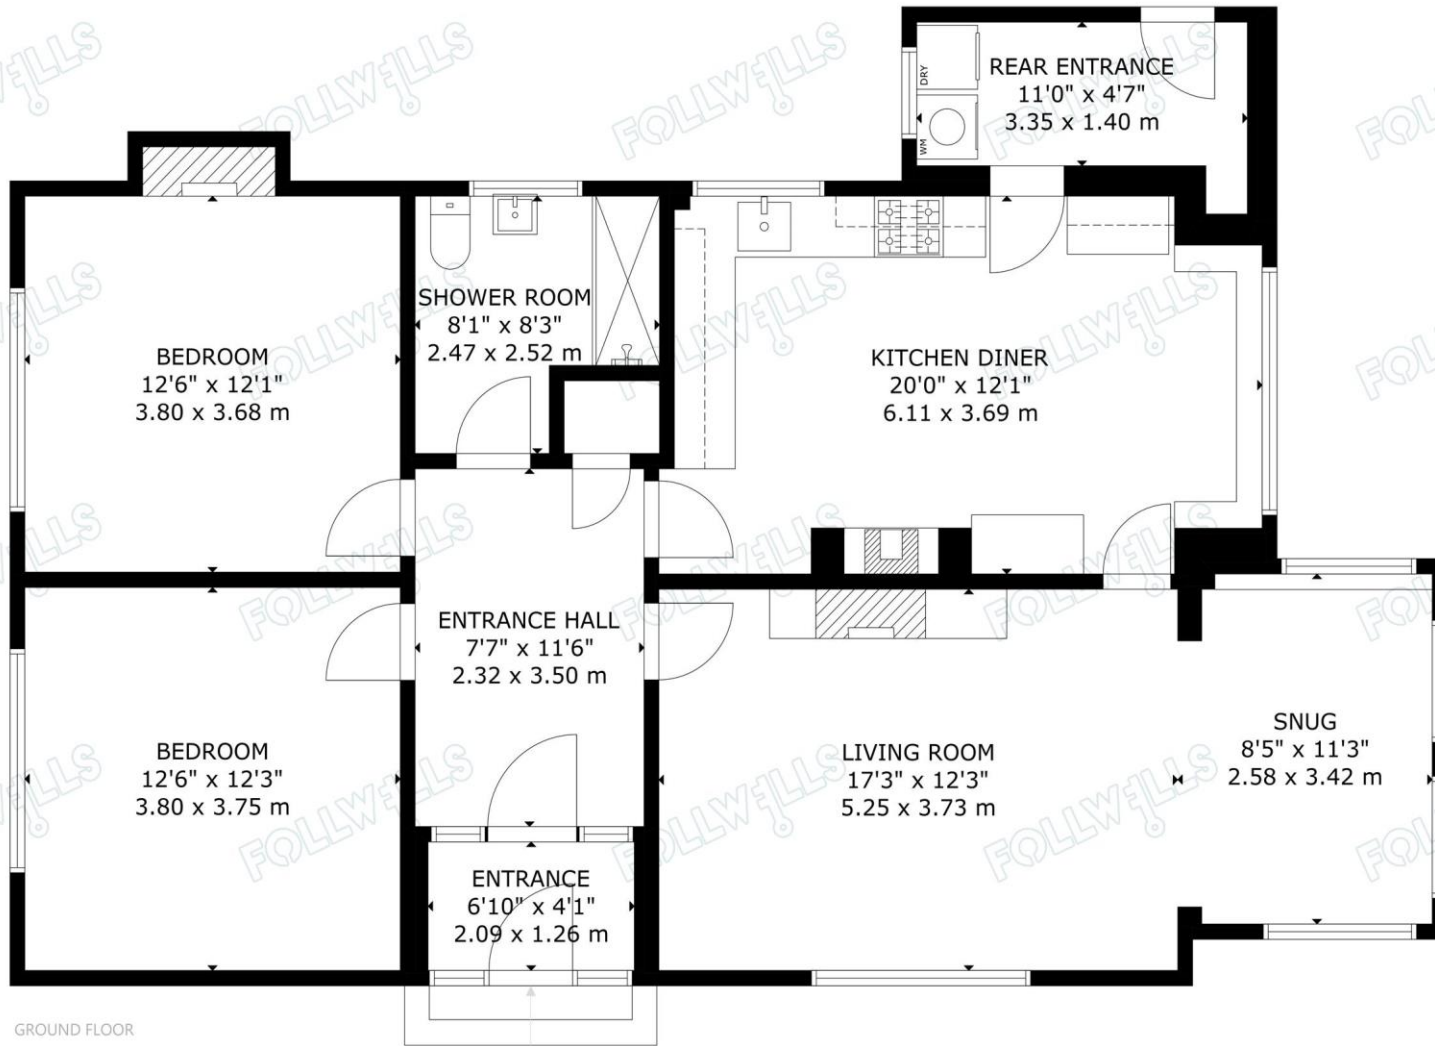 REAR ENTRANCE
11'0" x 4'7"
3.35 x 1.40 m
DRY
WM
SHOWER ROOM
8'1" x 8'3"
2.47 x 2.52 m
BEDROOM
12'6" x 12'1"
3.80 x 3.68 m
KITCHEN DINER
20'0" x 12'1"
6.11 x 3.69 m
ENTRANCE HALL
7'7" x 11'6"
2.32 x 3.50 m
BEDROOM
12'6" x 12'3"
3.80 x 3.75 m
LIVING ROOM
17'3" x 12'3"
5.25 x 3.73 m
SNUG
8'5" x 11'3"
2.58 x 3.42 m
ENTRANCE
6'10" x 4'1"
2.09 x 1.26 m
GROUND FLOOR
FOLLWELLS